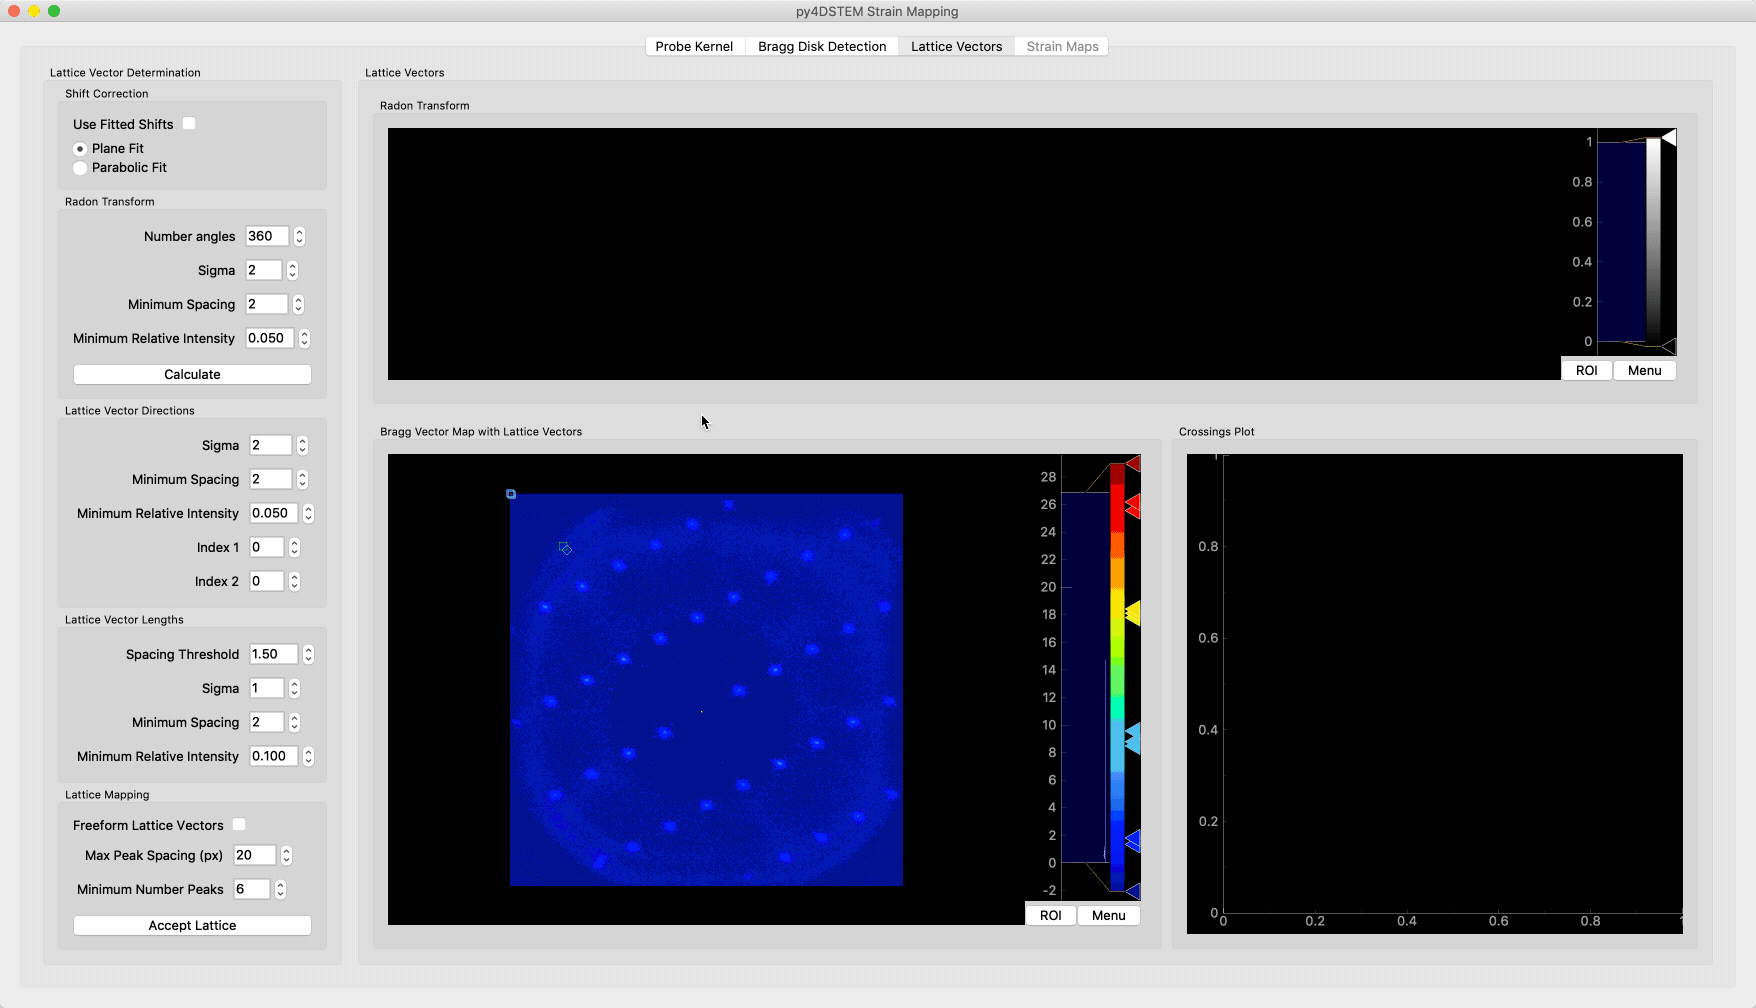 py4DSTEM Strain Mapping
Probe Kernel
Bragg Disk Detection
Lattice Vectors
Strain Maps
Lattice Vector Determination
Shift Correction
Use Fitted Shifts
Plane Fit
Parabolic Fit
Radon Transform
Number angles 360
Sigma 2
Minimum Spacing 2
Minimum Relative Intensity 0.050
Calculate
Lattice Vector Directions
Sigma 2
Minimum Spacing 2
Minimum Relative Intensity 0.050
Index 1 0
Index 2 0
Lattice Vector Lengths
Spacing Threshold 1.50
Sigma 1
Minimum Spacing 2
Minimum Relative Intensity 0.100
Lattice Mapping
Freeform Lattice Vectors
Max Peak Spacing (px) 20
Minimum Number Peaks 6
Accept Lattice
Lattice Vectors
Radon Transform
1
0.8
0.6
0.4
0.2
0
ROI
Menu
Bragg Vector Map with Lattice Vectors
28
26
24
22
20
18
16
14
12
10
8
6
4
2
0
-2
ROI
Menu
Crossings Plot
1
0.8
0.6
0.4
0.2
0
0 0.2 0.4 0.6 0.8 1